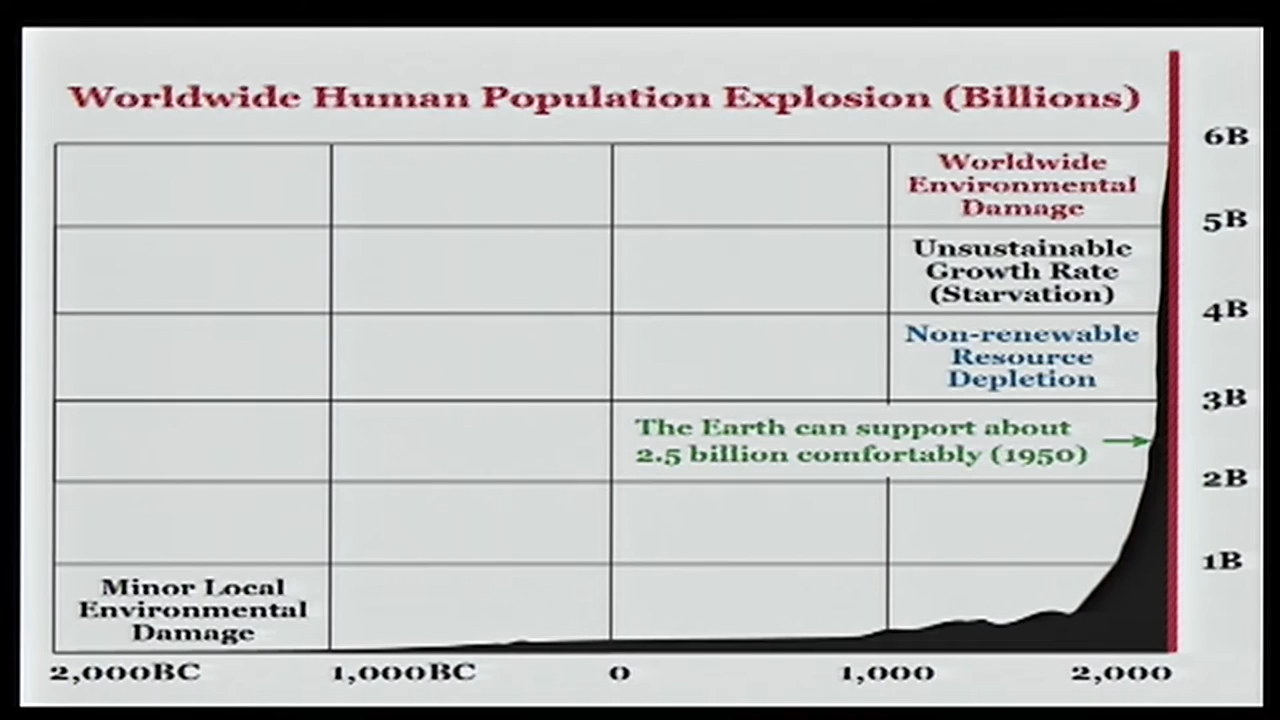 Worldwide Human Population Explosion (Billions)
6B
Worldwide
Environmental
Damage
5B
Unsustainable
Growth Rate
(Starvation)
4B
Non-renewable
Resource
Depletion
3B
The Earth can support about
2.5 billion comfortably (1950)
2B
1B
Minor Local
Environmental
Damage
2,000BC 1,000BC 0 1,000 2,000